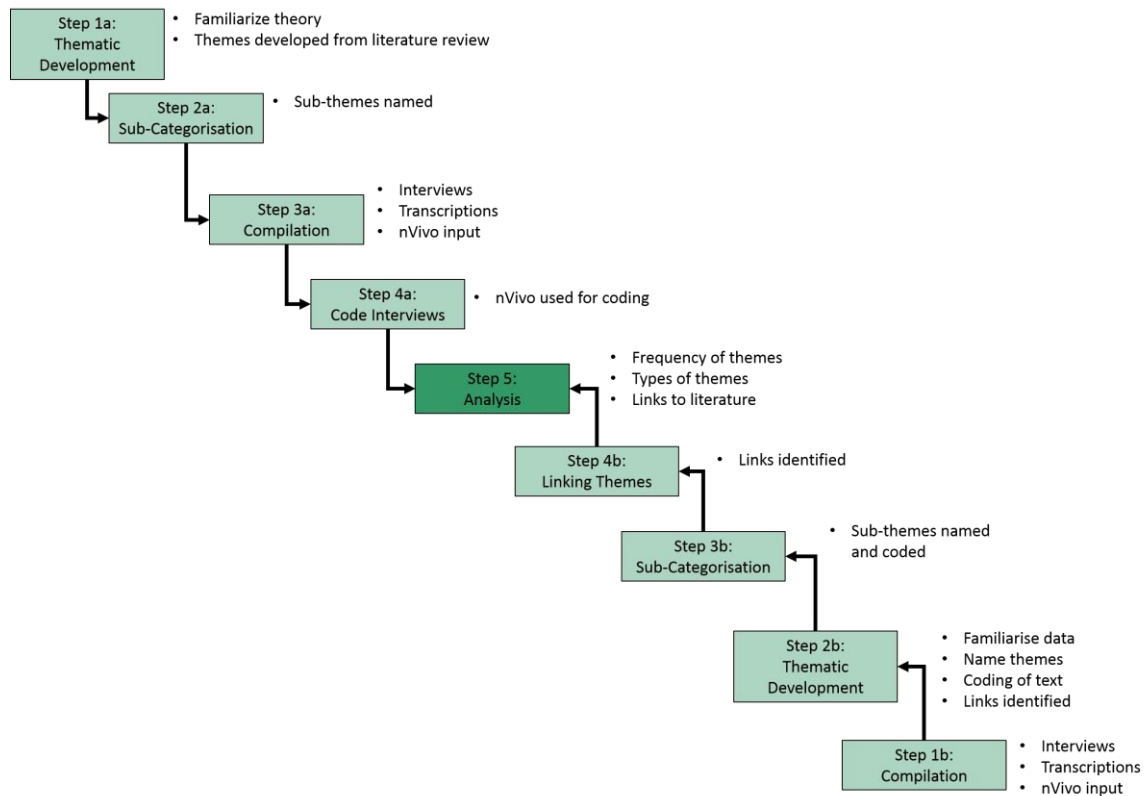 Step 1a:
Thematic
Development
• Familiarize theory
• Themes developed from literature review
Step 2a:
Sub-Categorisation
• Sub-themes named
Step 3a:
Compilation
• Interviews
• Transcriptions
• nVivo input
Step 4a:
Code Interviews
• nVivo used for coding
Step 5:
Analysis
• Frequency of themes
• Types of themes
• Links to literature
Step 4b:
Linking Themes
• Links identified
Step 3b:
Sub-Categorisation
• Sub-themes named
and coded
Step 2b:
Thematic
Development
• Familiarise data
• Name themes
• Coding of text
• Links identified
Step 1b:
Compilation
• Interviews
• Transcriptions
• nVivo input